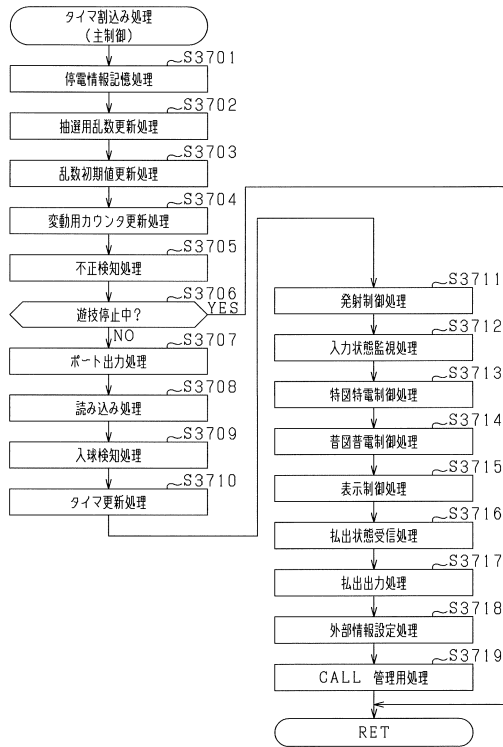 タイマ割込み処理
(主制御)
S3701
停電情報記憶処理
S3702
抽選用乱数更新処理
S3703
乱数初期値更新処理
S3704
変動用カウンタ更新処理
S3705
不正検知処理
S3706
遊技停止中?
YES
NO
S3707
ポート出力処理
S3708
読み込み処理
S3709
入球検知処理
S3710
タイマ更新処理
S3711
発射制御処理
S3712
入力状態監視処理
S3713
特図特電制御処理
S3714
普図普電制御処理
S3715
表示制御処理
S3716
払出状態受信処理
S3717
払出出力処理
S3718
外部情報設定処理
S3719
CALL 管理用処理
RET